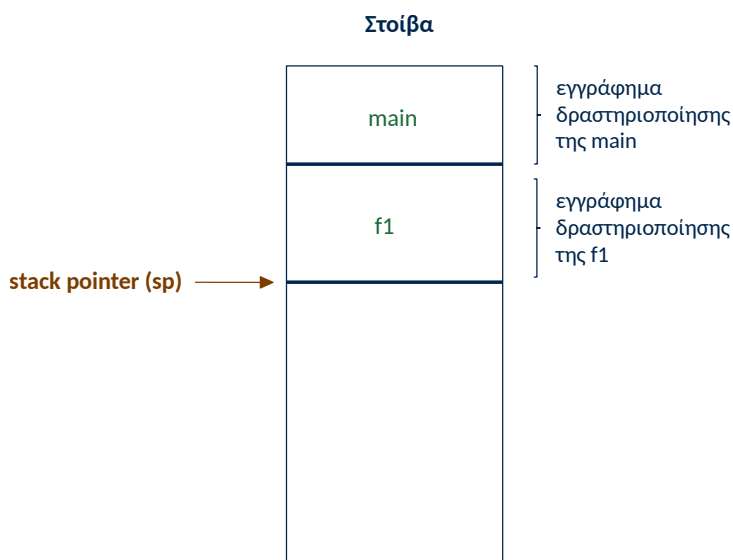 Στοίβα
main
εγγράφημα
δραστηριοποίησης
της main
f1
εγγράφημα
δραστηριοποίησης
της f1
stack pointer (sp)